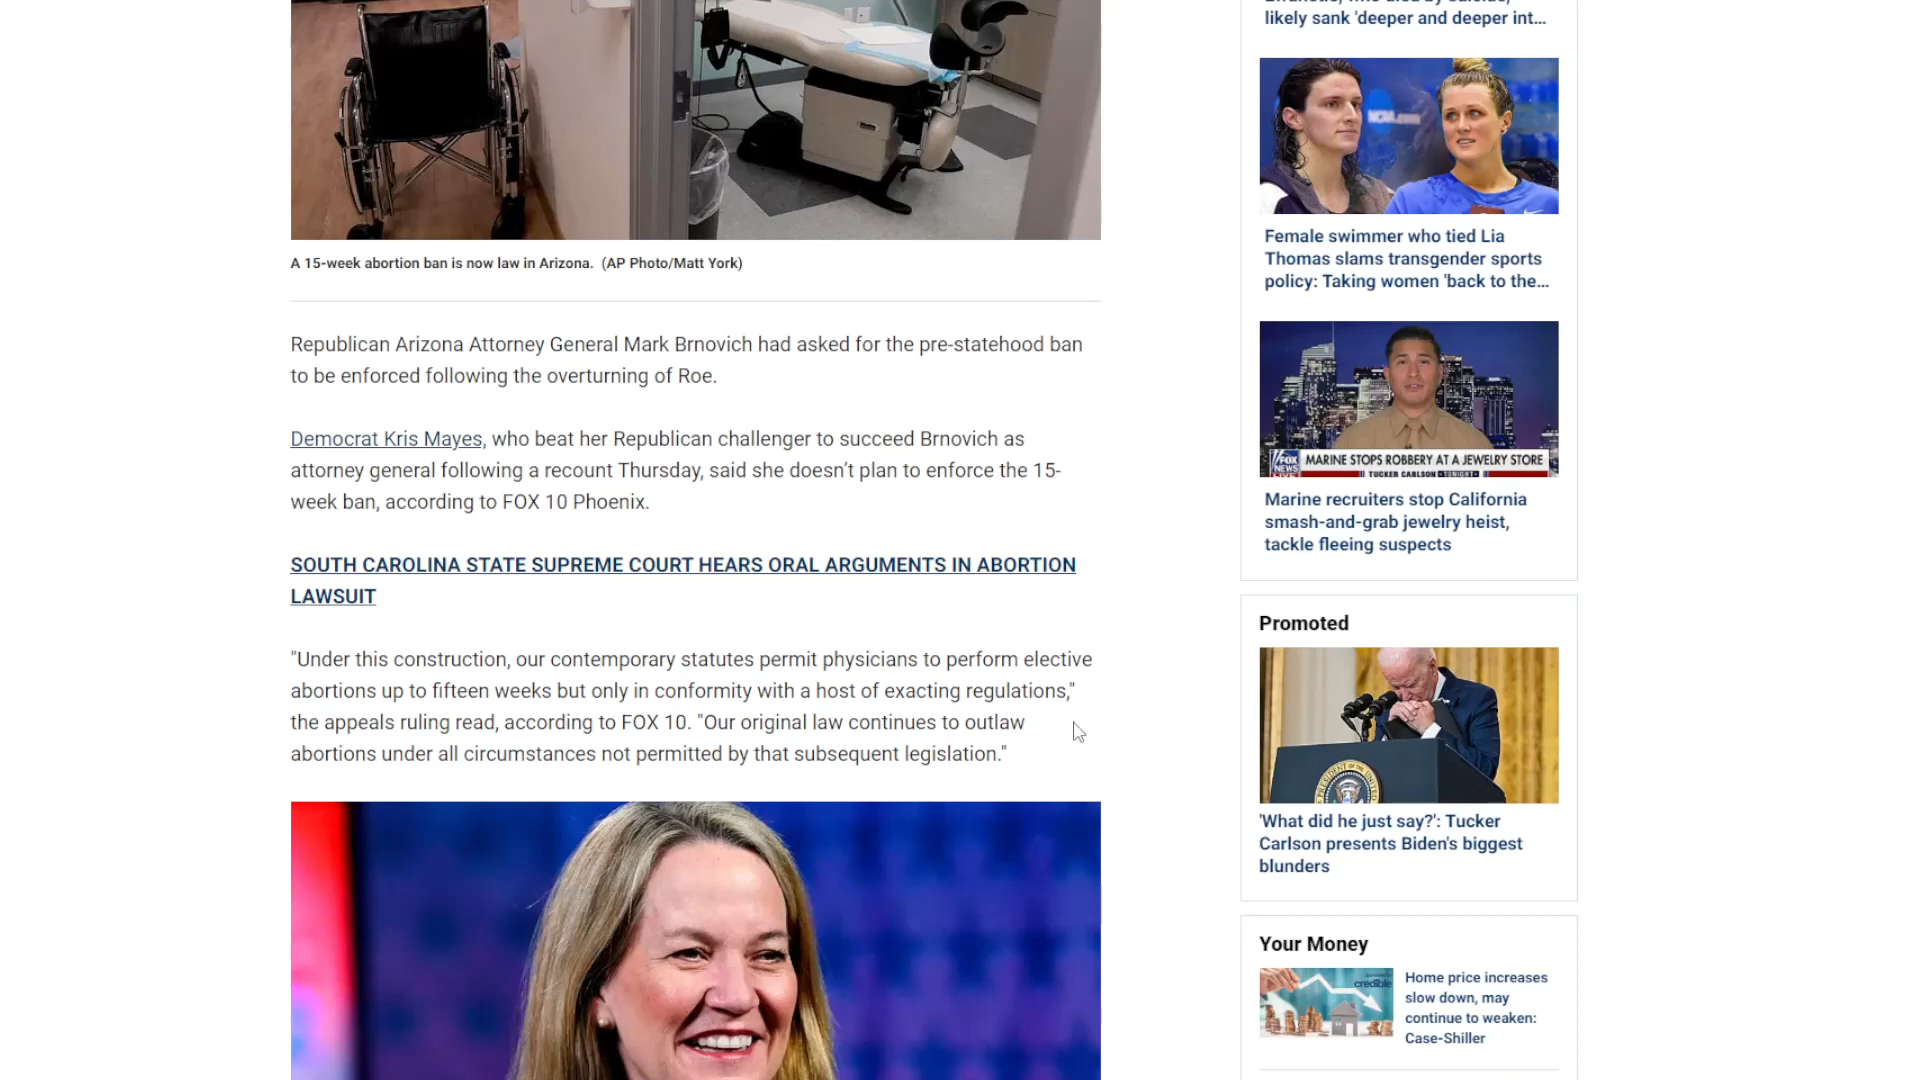 A 15-week abortion ban is now law in Arizona.  (AP Photo/Matt York)
Republican Arizona Attorney General Mark Brnovich had asked for the pre-statehood ban
to be enforced following the overturning of Roe.
Democrat Kris Mayes, who beat her Republican challenger to succeed Brnovich as
attorney general following a recount Thursday, said she doesn’t plan to enforce the 15-
week ban, according to FOX 10 Phoenix.
SOUTH CAROLINA STATE SUPREME COURT HEARS ORAL ARGUMENTS IN ABORTION
LAWSUIT
"Under this construction, our contemporary statutes permit physicians to perform elective
abortions up to fifteen weeks but only in conformity with a host of exacting regulations,"
the appeals ruling read, according to FOX 10. "Our original law continues to outlaw
abortions under all circumstances not permitted by that subsequent legislation."
likely sank 'deeper and deeper int...
NCAA.com
Female swimmer who tied Lia
Thomas slams transgender sports
policy: Taking women 'back to the...
FOX
NEWS
MARINE STOPS ROBBERY AT A JEWELRY STORE
TUCKER CARLSON TONIGHT
Marine recruiters stop California
smash-and-grab jewelry heist,
tackle fleeing suspects
Promoted
'What did he just say?': Tucker
Carlson presents Biden's biggest
blunders
Your Money
credible
Home price increases
slow down, may
continue to weaken:
Case-Shiller